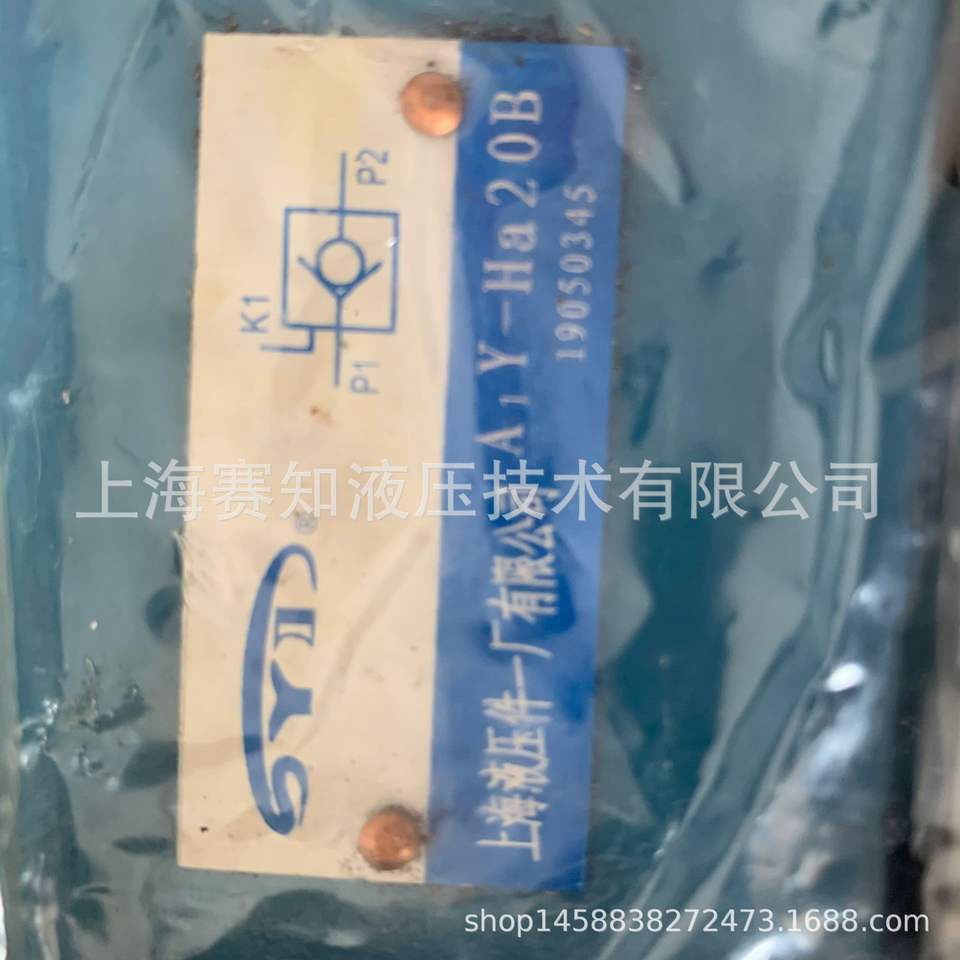 K1
P1
P2
SYJ®
A1Y-Ha20B
上海液压件一厂有限公司
19050345
上海赛知液压技术有限公司
shop1458838272473.1688.com